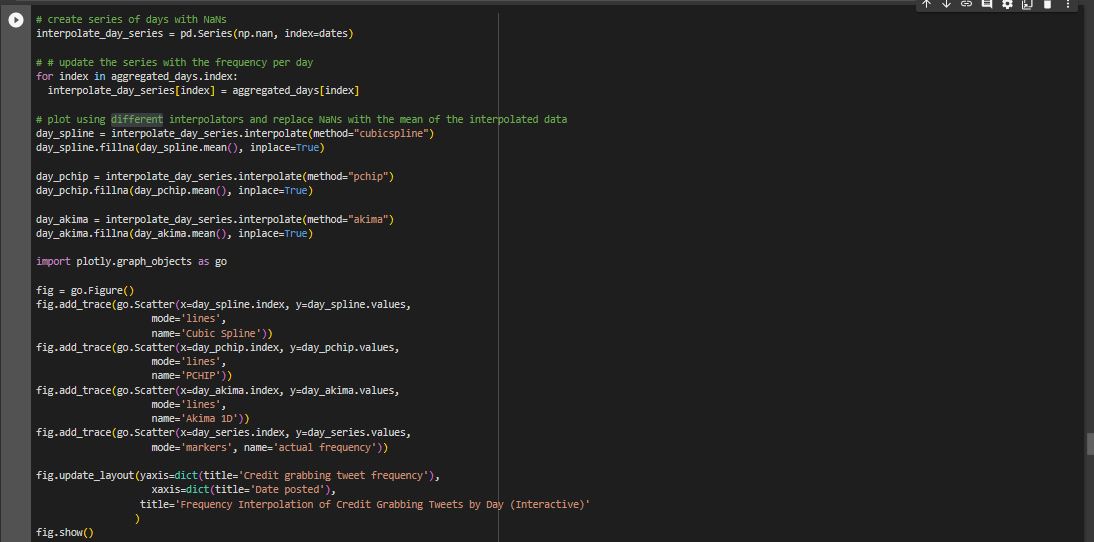 # create series of days with NaNs
interpolate_day_series = pd.Series(np.nan, index=dates)
# # update the series with the frequency per day
for index in aggregated_days.index:
  interpolate_day_series[index] = aggregated_days[index]
# plot using different interpolators and replace NaNs with the mean of the interpolated data
day_spline = interpolate_day_series.interpolate(method="cubicspline")
day_spline.fillna(day_spline.mean(), inplace=True)
day_pchip = interpolate_day_series.interpolate(method="pchip")
day_pchip.fillna(day_pchip.mean(), inplace=True)
day_akima = interpolate_day_series.interpolate(method="akima")
day_akima.fillna(day_akima.mean(), inplace=True)
import plotly.graph_objects as go
fig = go.Figure()
fig.add_trace(go.Scatter(x=day_spline.index, y=day_spline.values,
                    mode='lines',
                    name='Cubic Spline'))
fig.add_trace(go.Scatter(x=day_pchip.index, y=day_pchip.values,
                    mode='lines',
                    name='PCHIP'))
fig.add_trace(go.Scatter(x=day_akima.index, y=day_akima.values,
                    mode='lines',
                    name='Akima 1D'))
fig.add_trace(go.Scatter(x=day_series.index, y=day_series.values,
                    mode='markers', name='actual frequency'))
fig.update_layout(yaxis=dict(title='Credit grabbing tweet frequency'),
                    xaxis=dict(title='Date posted'),
                  title='Frequency Interpolation of Credit Grabbing Tweets by Day (Interactive)'
                 )
fig.show()